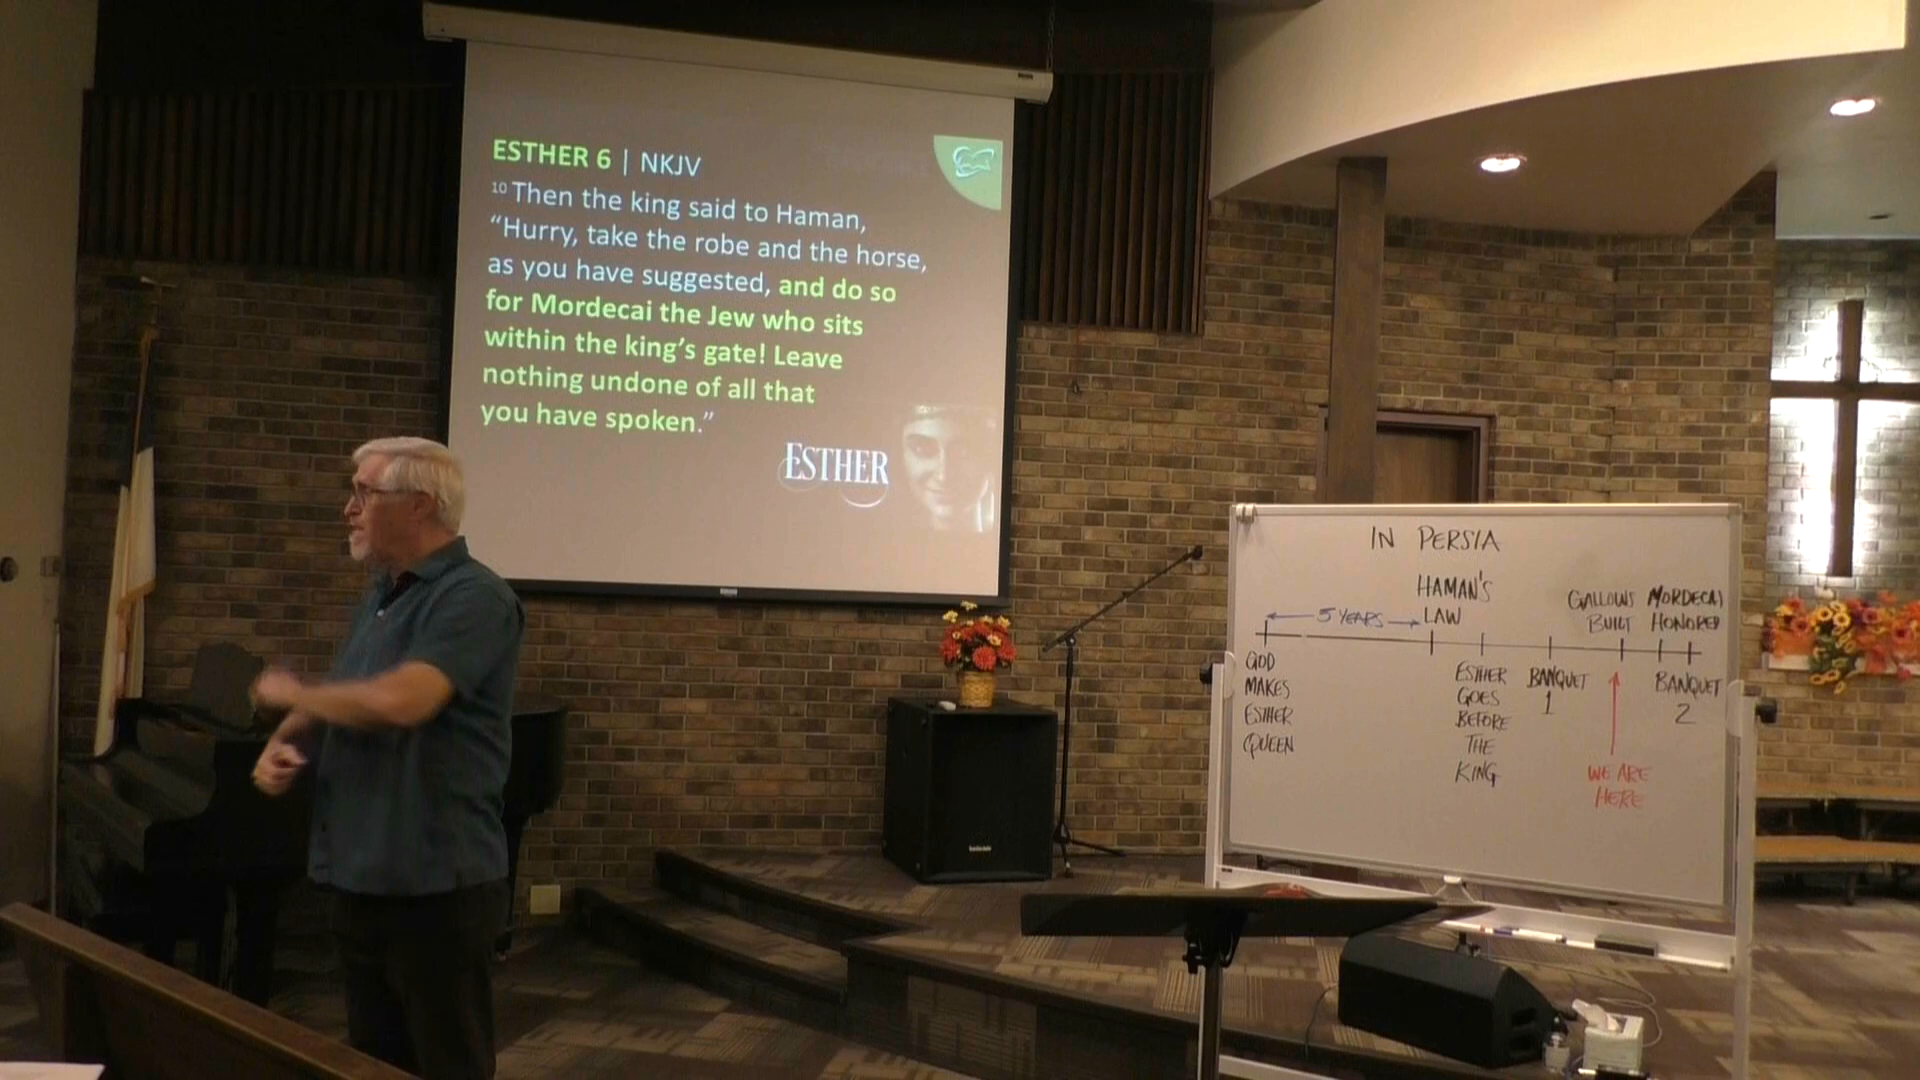 ESTHER 6 | NKJV
10 Then the king said to Haman,
“Hurry, take the robe and the horse,
as you have suggested, and do so
for Mordecai the Jew who sits
within the king’s gate! Leave
nothing undone of all that
you have spoken.”
ESTHER
IN PERSIA
5 YEARS
HAMAN'S
LAW
GALLOWS
BUILT
MORDECAI
HONORED
GOD
MAKES
ESTHER
QUEEN
ESTHER
GOES
BEFORE
THE
KING
BANQUET
1
WE ARE
HERE
BANQUET
2